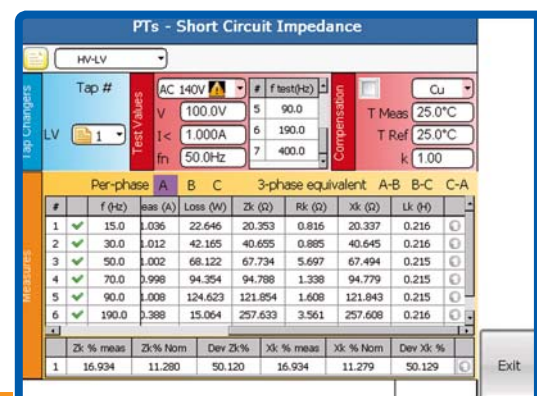 PTs - Short Circuit Impedance
HV-LV
Tap Changers
Tap #
LV 1
Test Values
AC 140V
V 100.0V
I< 1.000A
fn 50.0Hz
# f test(Hz)
5 90.0
6 190.0
7 400.0
Compensation
Cu
T Meas 25.0°C
T Ref 25.0°C
k 1.00
Measures
Per-phase A B C 3-phase equivalent A-B B-C C-A
# f (Hz) eas (A) Loss (W) Zk (Ω) Rk (Ω) Xk (Ω) Lk (H)
1 15.0 1.036 22.646 20.353 0.816 20.337 0.216
2 30.0 1.012 42.165 40.655 0.885 40.645 0.216
3 50.0 1.002 68.122 67.734 5.697 67.494 0.215
4 70.0 0.998 94.354 94.788 1.338 94.779 0.216
5 90.0 1.008 124.623 121.854 1.608 121.843 0.215
6 190.0 0.388 15.064 257.633 3.561 257.608 0.216
Zk % meas Zk% Nom Dev Zk% Xk % meas Xk % Nom Dev Xk %
1 16.934 11.280 50.120 16.934 11.279 50.129
Exit